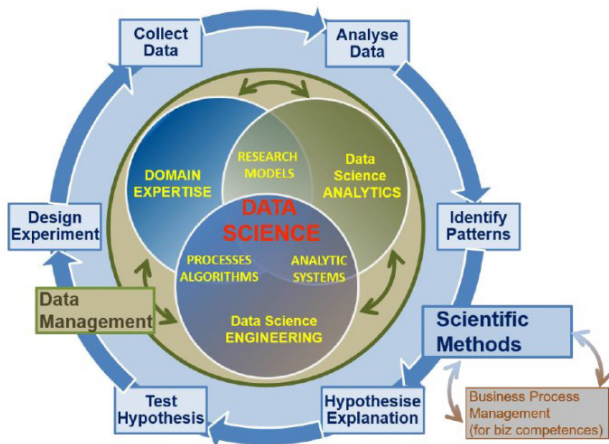 Collect
Data
Analyse
Data
RESEARCH
MODELS
DOMAIN
EXPERTISE
Data
Science
ANALYTICS
DATA
SCIENCE
Design
Experiment
Identify
Patterns
PROCESSES
ALGORITHMS
ANALYTIC
SYSTEMS
Data
Management
Data Science
ENGINEERING
Scientific
Methods
Test
Hypothesis
Hypothesise
Explanation
Business Process
Management
(for biz competences)